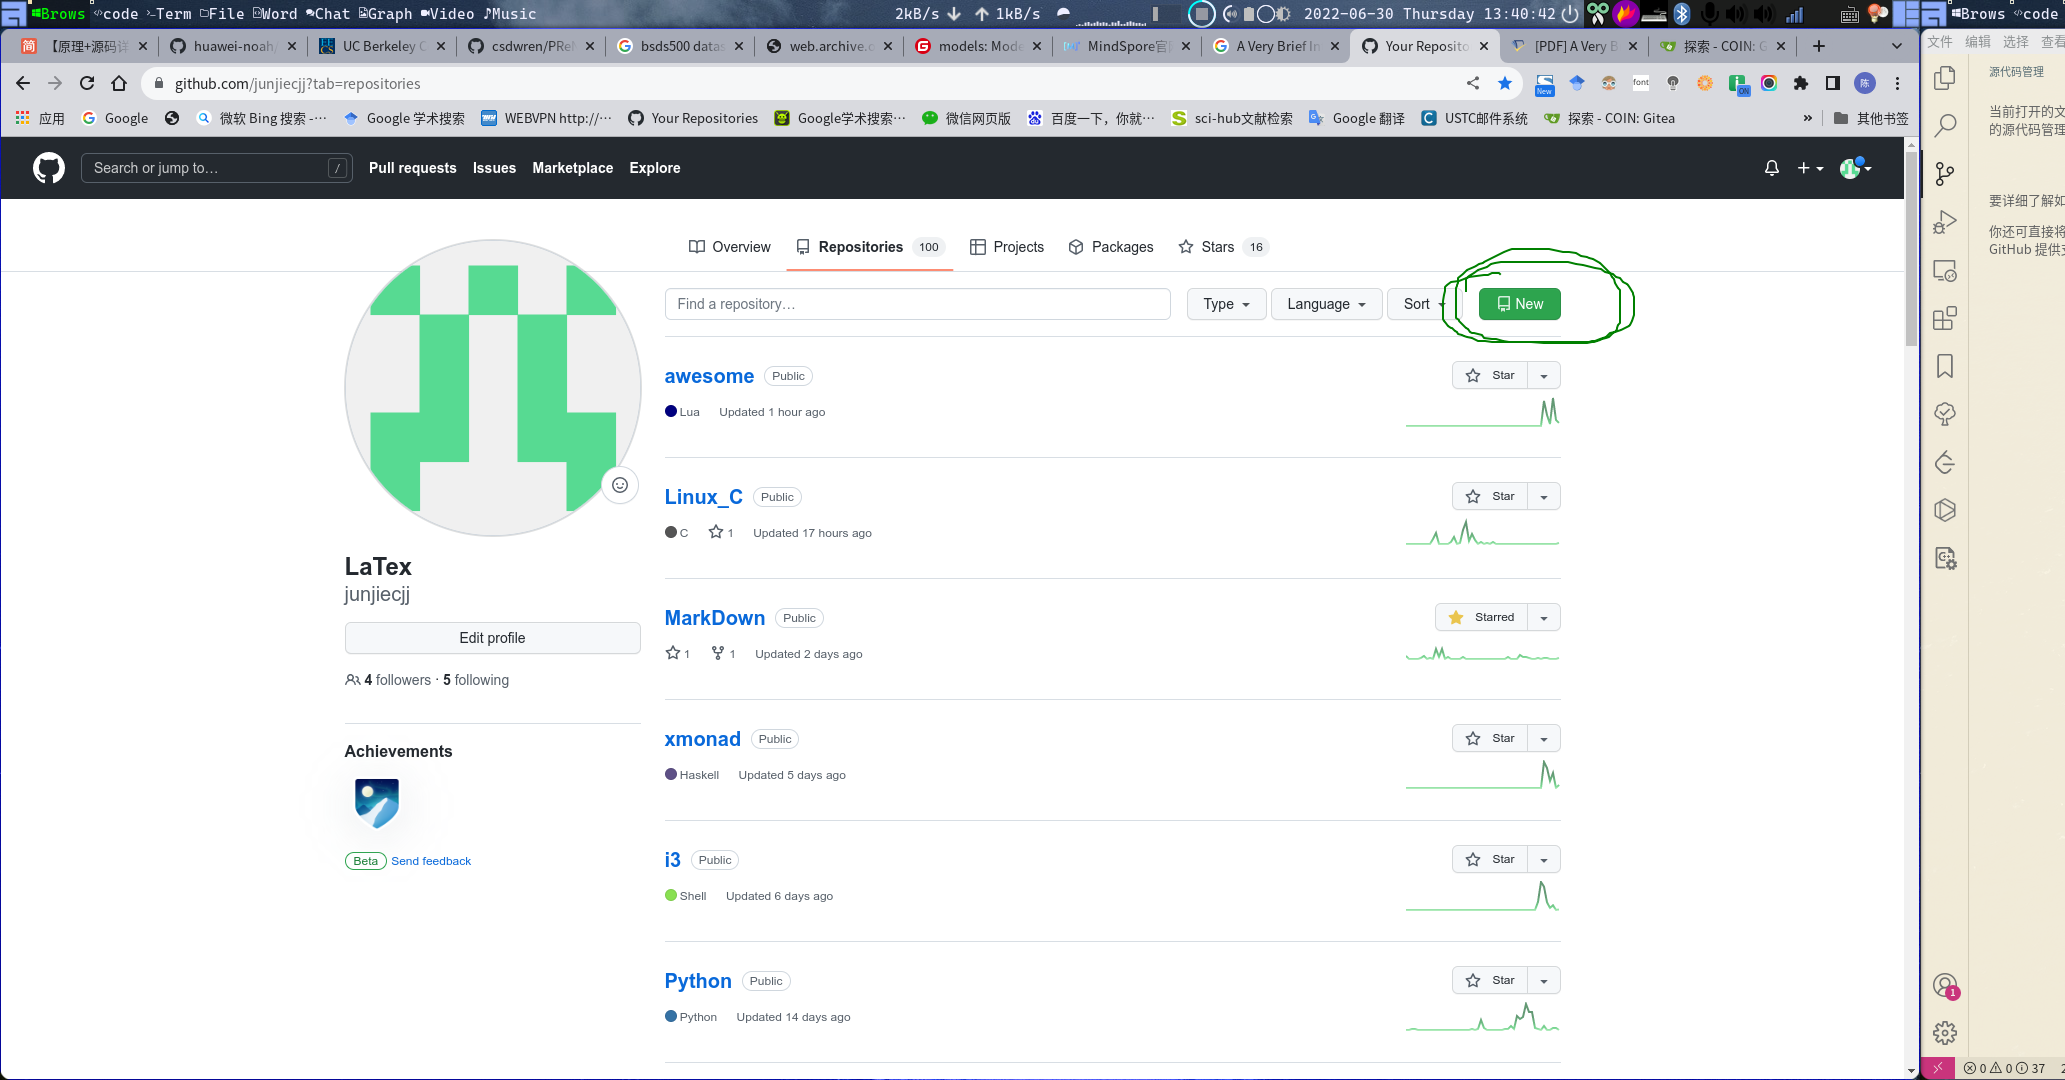 Brows code Term File Word Chat Graph Video Music 2kB/s 1kB/s 2022-06-30 Thursday 13:40:42 Brows code
【原理+源码详 huawei-noah/ UC Berkeley C csdwren/PRe bsds500 datas web.archive.o models: Mode MindSpore官 A Very Brief In Your Reposito [PDF] A Very B 探索 - COIN: G
文件 编辑 选择 查看
github.com/junjiecjj?tab=repositories
font New ON 陈
应用 Google 微软 Bing 搜索 -··· Google 学术搜索 WEBVPN http://··· Your Repositories Google学术搜索··· 微信网页版 百度一下，你就··· sci-hub文献检索 Google 翻译 USTC邮件系统 探索 - COIN: Gitea » 其他书签
源代码管理
当前打开的文
的源代码管理
Search or jump to… / Pull requests Issues Marketplace Explore
要详细了解如
你还可直接将
GitHub 提供支
Overview Repositories 100 Projects Packages Stars 16
Find a repository… Type Language Sort New
awesome Public Star
Lua Updated 1 hour ago
Linux_C Public Star
C 1 Updated 17 hours ago
LaTex
junjiecjj
Edit profile
4 followers · 5 following
MarkDown Public Starred
1 1 Updated 2 days ago
Achievements
Beta Send feedback
xmonad Public Star
Haskell Updated 5 days ago
i3 Public Star
Shell Updated 6 days ago
Python Public Star
Python Updated 14 days ago
1
0 0 37